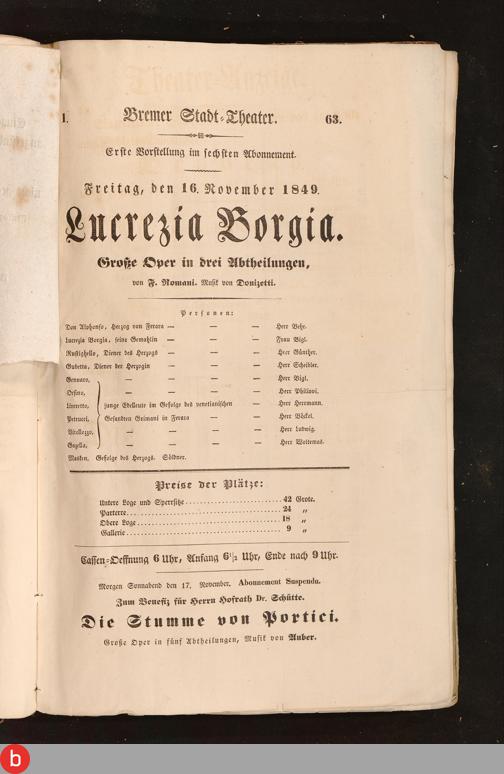 1. Bremer Stadt-Theater. 63.
Erste Vorstellung im sechsten Abonnement.
Freitag, den 16. November 1849.
Lucrezia Borgia.
Große Oper in drei Abtheilungen,
von F. Romani. Musik von Donizetti.
Personen:
Don Alphonso, Herzog von Ferara — — — Herr Behr.
Lucrezia Borgia, seine Gemahlin — — — Frau Bigl.
Rustighello, Diener des Herzogs — — — Herr Günther.
Gubetta, Diener der Herzogin — — — Herr Scheibler.
Gennaro, — — — — Herr Bigl.
Orsino, — — — — Herr Philippi.
Liveretto, junge Edelleute im Gefolge des venetianischen — Herr Herrmann.
Petrucci, Gesandten Grimani in Ferara — — Herr Böckel.
Vitellozzo, — — — — Herr Ludwig.
Gazella, — — — — Herr Wottemas.
Masken. Gefolge des Herzogs. Söldner.
Preise der Plätze:
Untere Loge und Sperrsitze 42 Grote.
Parterre 24 „
Obere Loge 18 „
Gallerie 9 „
Cassen-Oeffnung 6 Uhr, Anfang 6 1/2 Uhr, Ende nach 9 Uhr.
Morgen Sonnabend den 17. November. Abonnement Suspendu.
Zum Benefiz für Herrn Hofrath Dr. Schütte.
Die Stumme von Portici.
Große Oper in fünf Abtheilungen, Musik von Auber.
b